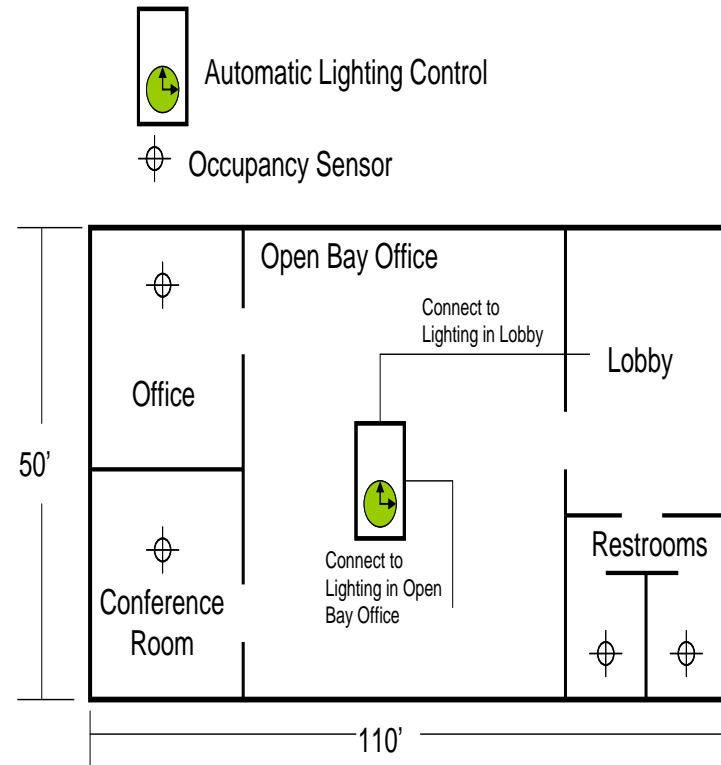 Automatic Lighting Control
Occupancy Sensor
Open Bay Office
Connect to
Lighting in Lobby
Lobby
Office
50’
Restrooms
Connect to
Lighting in Open
Bay Office
Conference
Room
110’